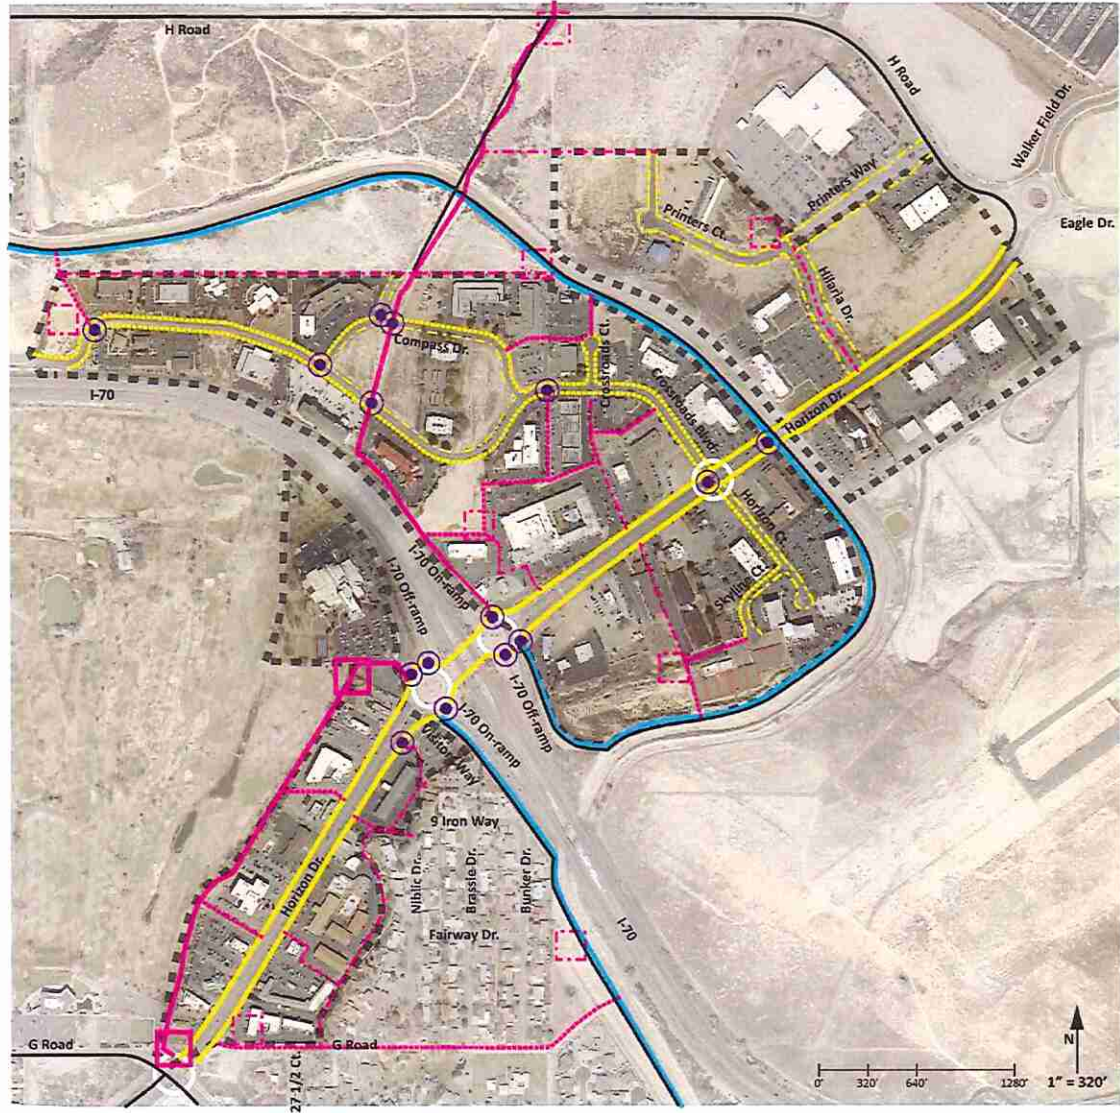 H Road
H Road
Walker Field Dr.
Printers Way
Printers Ct.
Eagle Dr.
Hilaria Dr.
Compass Dr.
Crossroads Ct.
I-70
Crossroads Blvd.
Horizon Dr.
Horizon Ct.
I-70 On-ramp
I-70 Off-ramp
Skyline Ct.
I-70 Off-ramp
I-70 On-ramp
Visitors Way
9 Iron Way
Horizon Dr.
Niblic Dr.
Brassie Dr.
Bunker Dr.
Fairway Dr.
I-70
G Road
G Road
27-1/2 Ct.
N
0' 320' 640' 1280' 1" = 320'